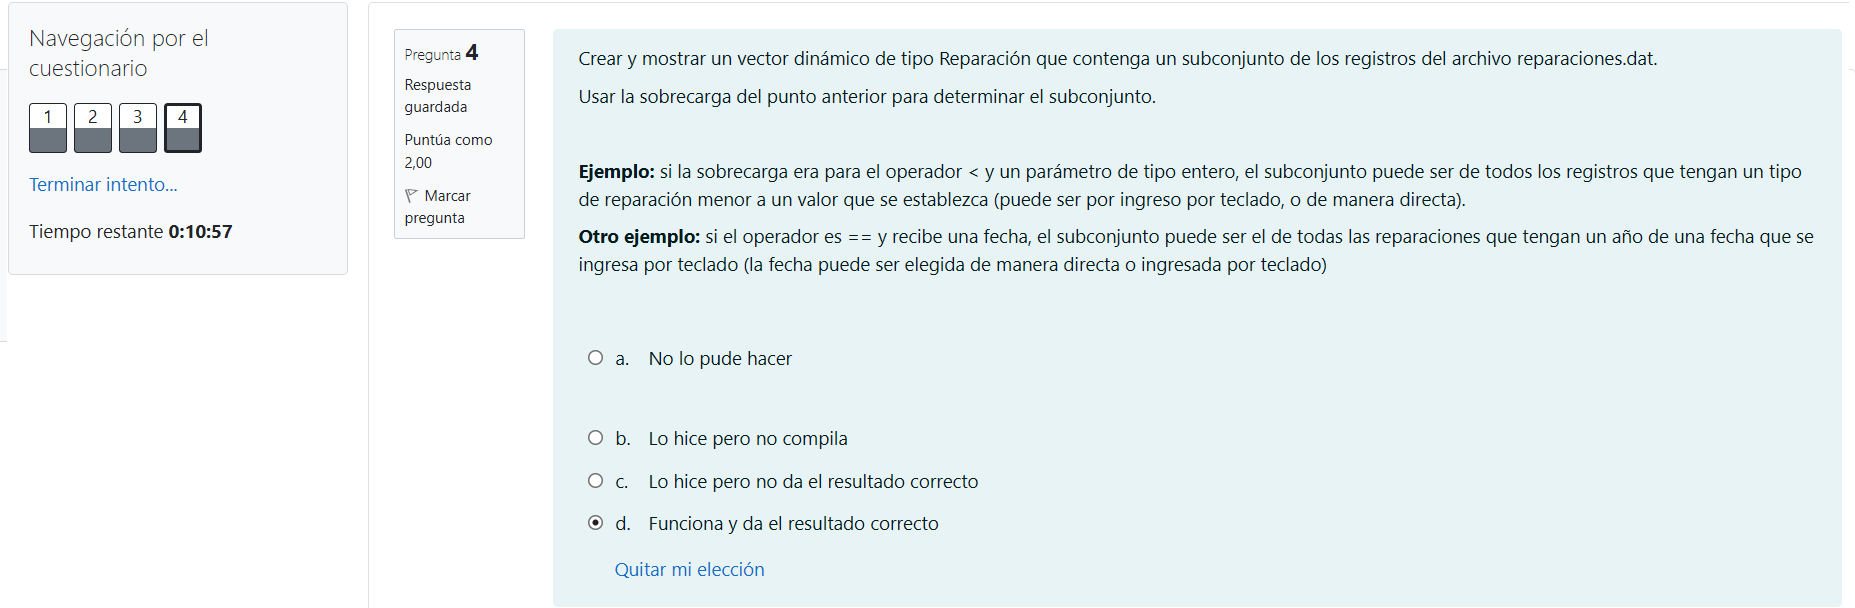 Navegación por el
cuestionario
1 2 3 4
Terminar intento...
Tiempo restante 0:10:57
Pregunta 4
Respuesta
guardada
Puntúa como
2,00
Marcar
pregunta
Crear y mostrar un vector dinámico de tipo Reparación que contenga un subconjunto de los registros del archivo reparaciones.dat.
Usar la sobrecarga del punto anterior para determinar el subconjunto.
Ejemplo: si la sobrecarga era para el operador < y un parámetro de tipo entero, el subconjunto puede ser de todos los registros que tengan un tipo
de reparación menor a un valor que se establezca (puede ser por ingreso por teclado, o de manera directa).
Otro ejemplo: si el operador es == y recibe una fecha, el subconjunto puede ser el de todas las reparaciones que tengan un año de una fecha que se
ingresa por teclado (la fecha puede ser elegida de manera directa o ingresada por teclado)
a. No lo pude hacer
b. Lo hice pero no compila
c. Lo hice pero no da el resultado correcto
d. Funciona y da el resultado correcto
Quitar mi elección